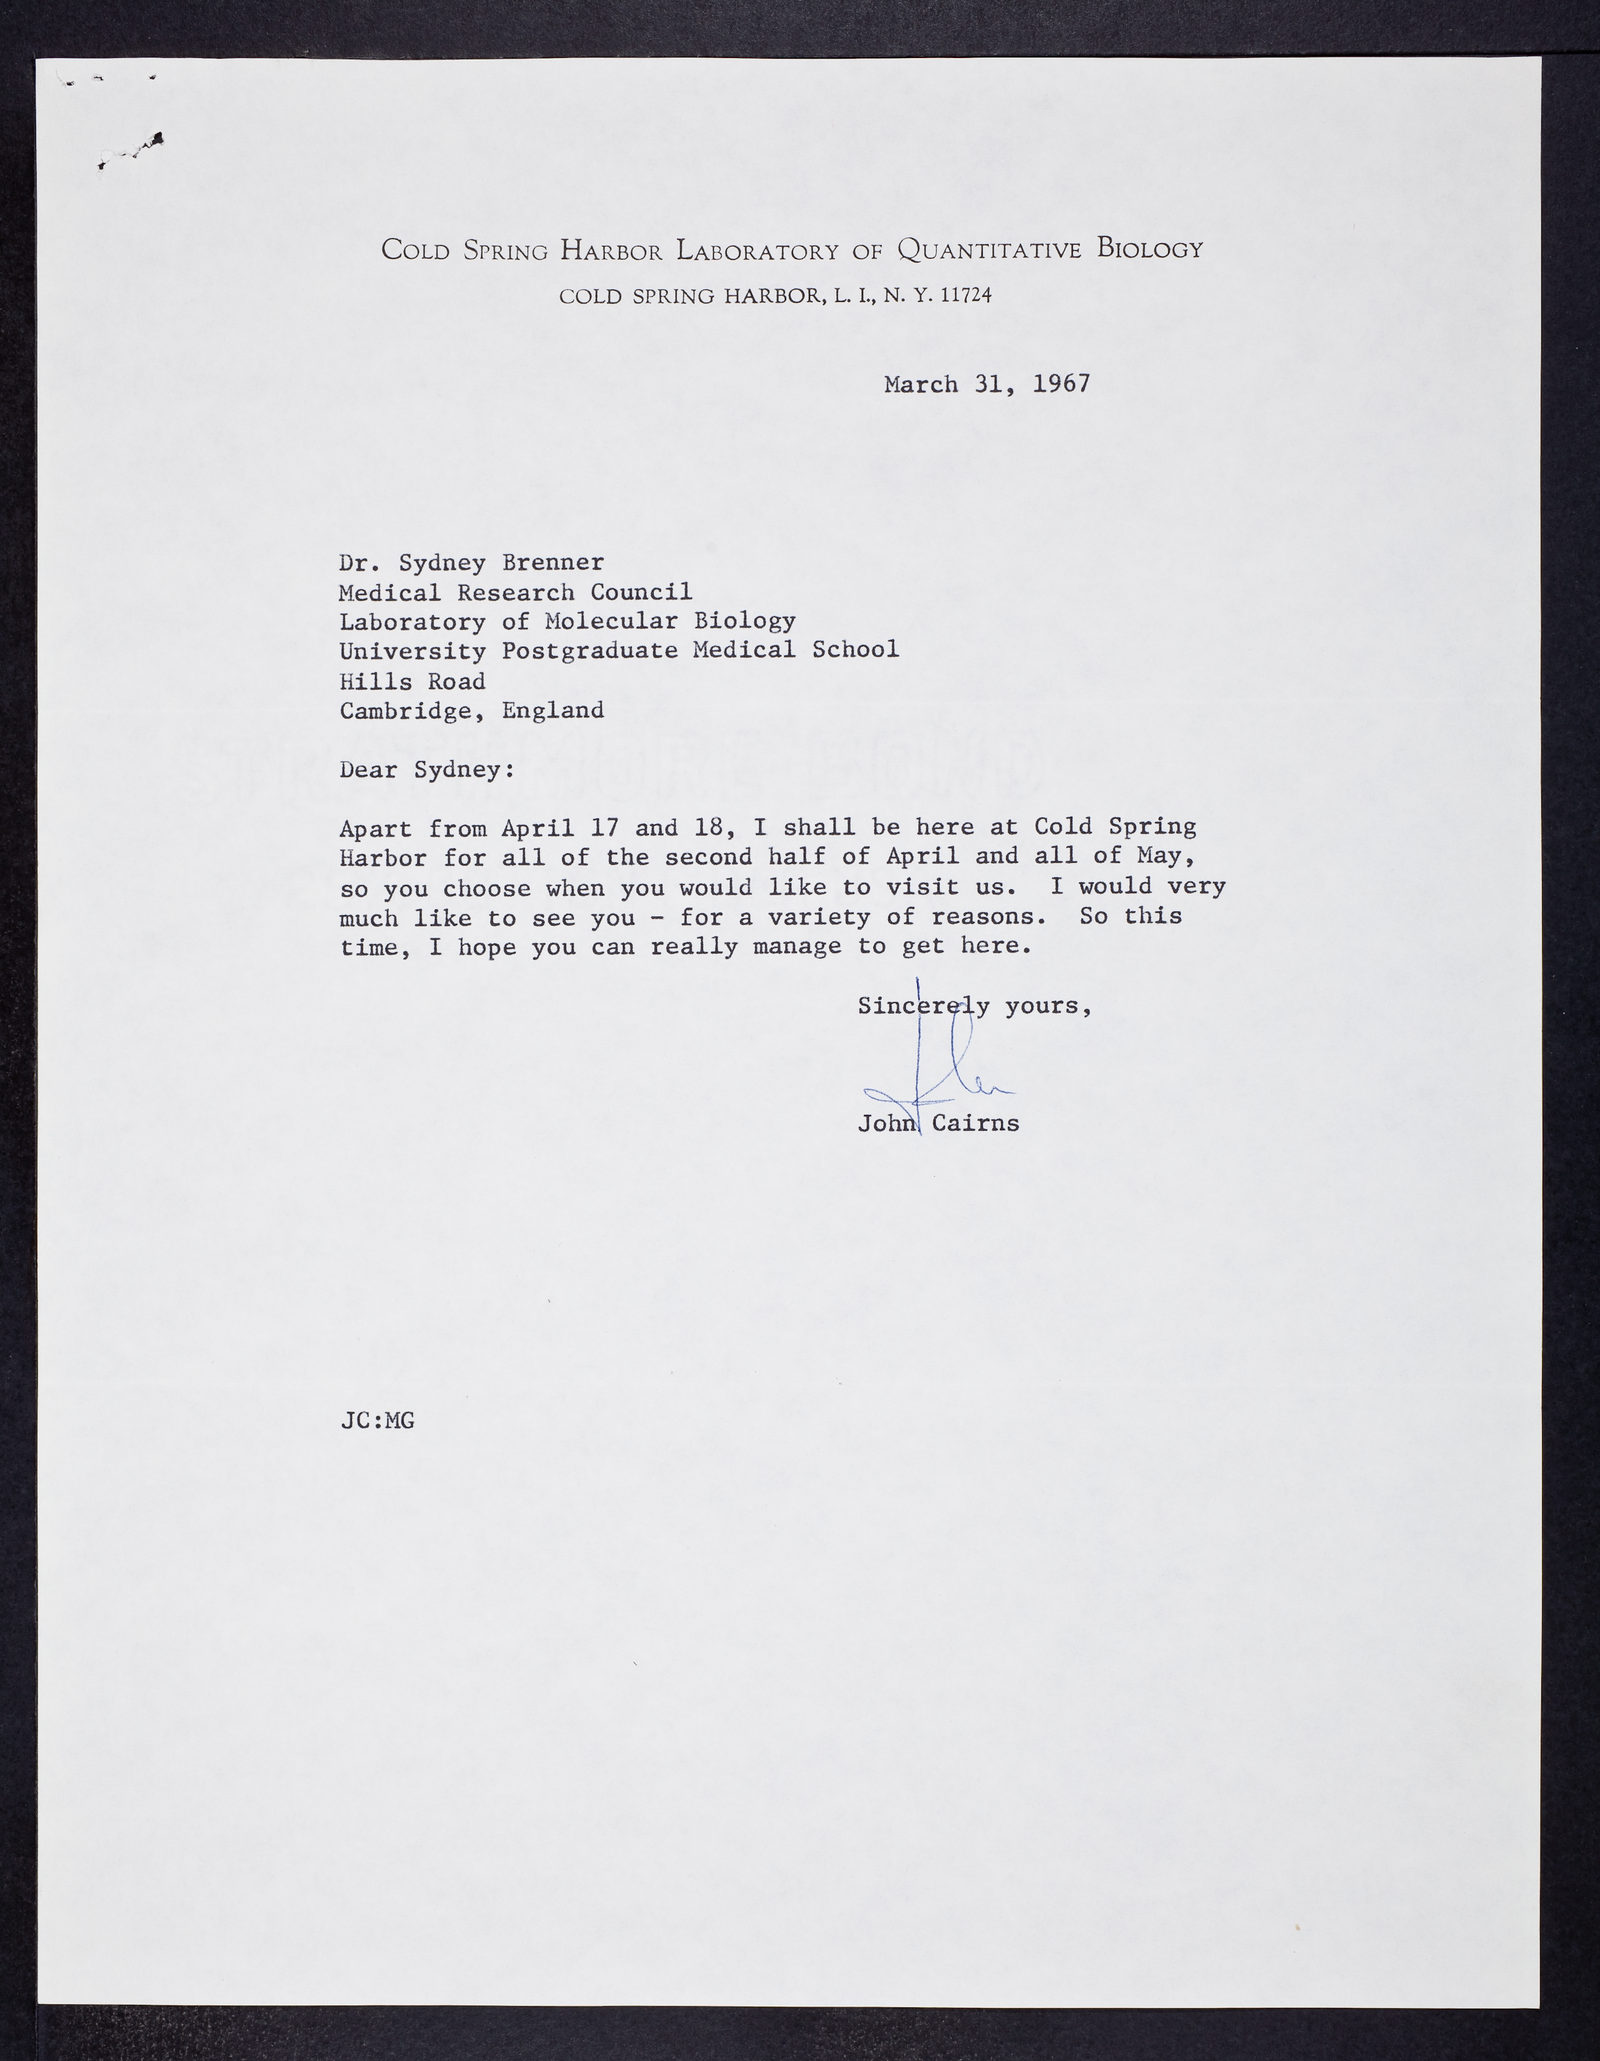 Cold Spring Harbor Laboratory of Quantitative Biology
COLD SPRING HARBOR, L. I., N. Y. 11724
March 31, 1967
Dr. Sydney Brenner
Medical Research Council
Laboratory of Molecular Biology
University Postgraduate Medical School
Hills Road
Cambridge, England
Dear Sydney:
Apart from April 17 and 18, I shall be here at Cold Spring
Harbor for all of the second half of April and all of May,
so you choose when you would like to visit us. I would very
much like to see you - for a variety of reasons. So this
time, I hope you can really manage to get here.
Sincerely yours,
John
John Cairns
JC:MG